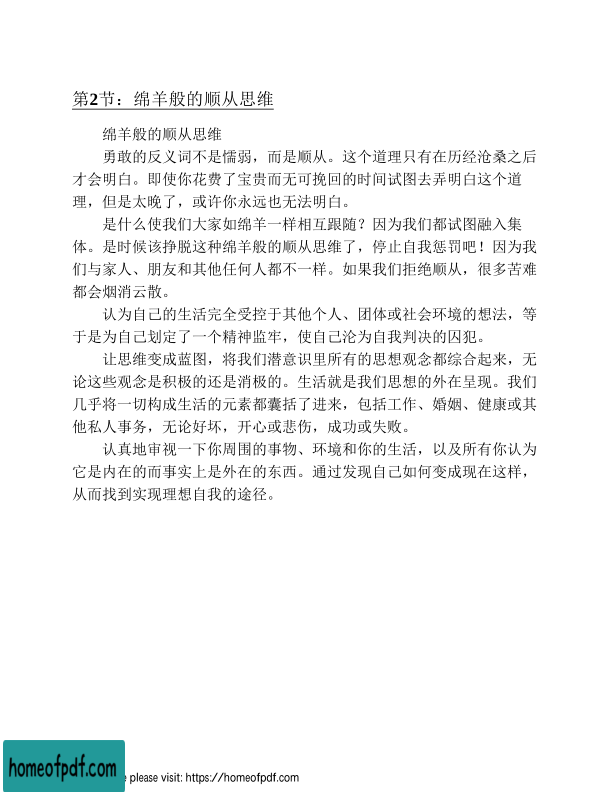 第2节：绵羊般的顺从思维
绵羊般的顺从思维
勇敢的反义词不是懦弱，而是顺从。这个道理只有在历经沧桑之后
才会明白。即使你花费了宝贵而无可挽回的时间试图去弄明白这个道
理，但是太晚了，或许你永远也无法明白。
是什么使我们大家如绵羊一样相互跟随？因为我们都试图融入集
体。是时候该挣脱这种绵羊般的顺从思维了，停止自我惩罚吧！因为我
们与家人、朋友和其他任何人都不一样。如果我们拒绝顺从，很多苦难
都会烟消云散。
认为自己的生活完全受控于其他个人、团体或社会环境的想法，等
于是为自己划定了一个精神监牢，使自己沦为自我判决的囚犯。
让思维变成蓝图，将我们潜意识里所有的思想观念都综合起来，无
论这些观念是积极的还是消极的。生活就是我们思想的外在呈现。我们
几乎将一切构成生活的元素都囊括了进来，包括工作、婚姻、健康或其
他私人事务，无论好坏，开心或悲伤，成功或失败。
认真地审视一下你周围的事物、环境和你的生活，以及所有你认为
它是内在的而事实上是外在的东西。通过发现自己如何变成现在这样，
从而找到实现理想自我的途径。
homeofpdf.com
please visit: https://homeofpdf.com